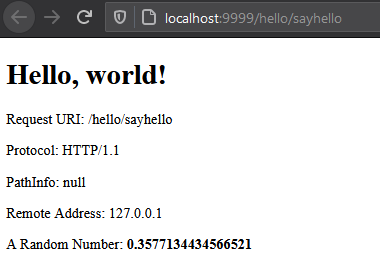 localhost:9999/hello/sayhello
Hello, world!
Request URI: /hello/sayhello
Protocol: HTTP/1.1
PathInfo: null
Remote Address: 127.0.0.1
A Random Number: 0.3577134434566521